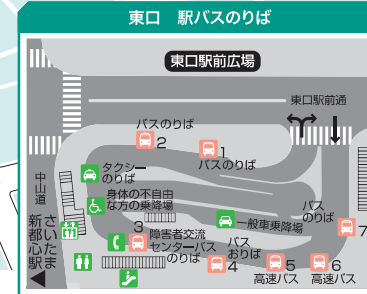 東口 駅バスのりば
東口駅前広場
東口駅前通
バスのりば
2
1
バスのりば
タクシー
のりば
身体の不自由
な方の乗降場
中山道
さいたま
新都心駅
3
障害者交流
センターバス
のりば
一般車乗降場
バス
おりば
4
バス
のりば
7
5
高速バス
6
高速バス